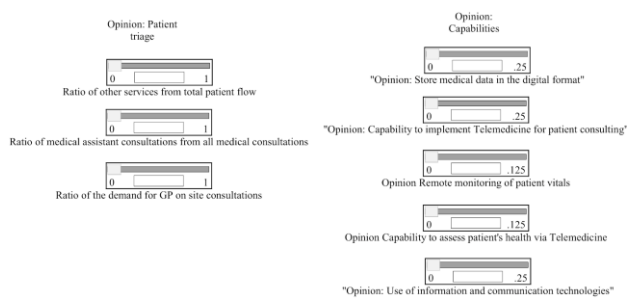 Opinion: Patient
triage
0 1
Ratio of other services from total patient flow
0 1
Ratio of medical assistant consultations from all medical consultations
0 1
Ratio of the demand for GP on site consultations
Opinion:
Capabilities
0 .25
"Opinion: Store medical data in the digital format"
0 .25
"Opinion: Capability to implement Telemedicine for patient consulting"
0 .125
Opinion Remote monitoring of patient vitals
0 .125
Opinion Capability to assess patient's health via Telemedicine
0 .25
"Opinion: Use of information and communication technologies"